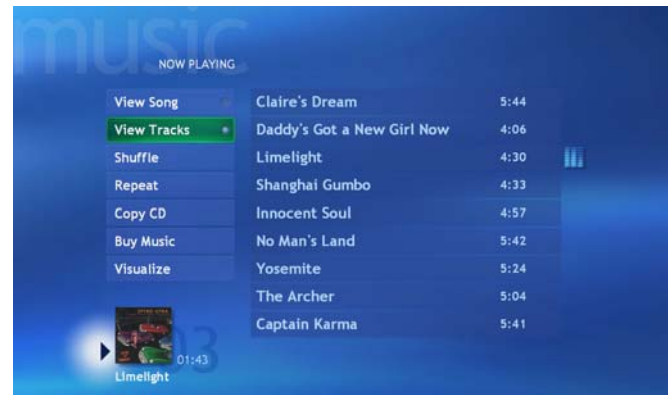 music
NOW PLAYING
View Song
View Tracks
Shuffle
Repeat
Copy CD
Buy Music
Visualize
Claire's Dream 5:44
Daddy's Got a New Girl Now 4:06
Limelight 4:30
Shanghai Gumbo 4:33
Innocent Soul 4:57
No Man's Land 5:42
Yosemite 5:24
The Archer 5:04
Captain Karma 5:41
SPYRO GYRA
03
01:43
Limelight